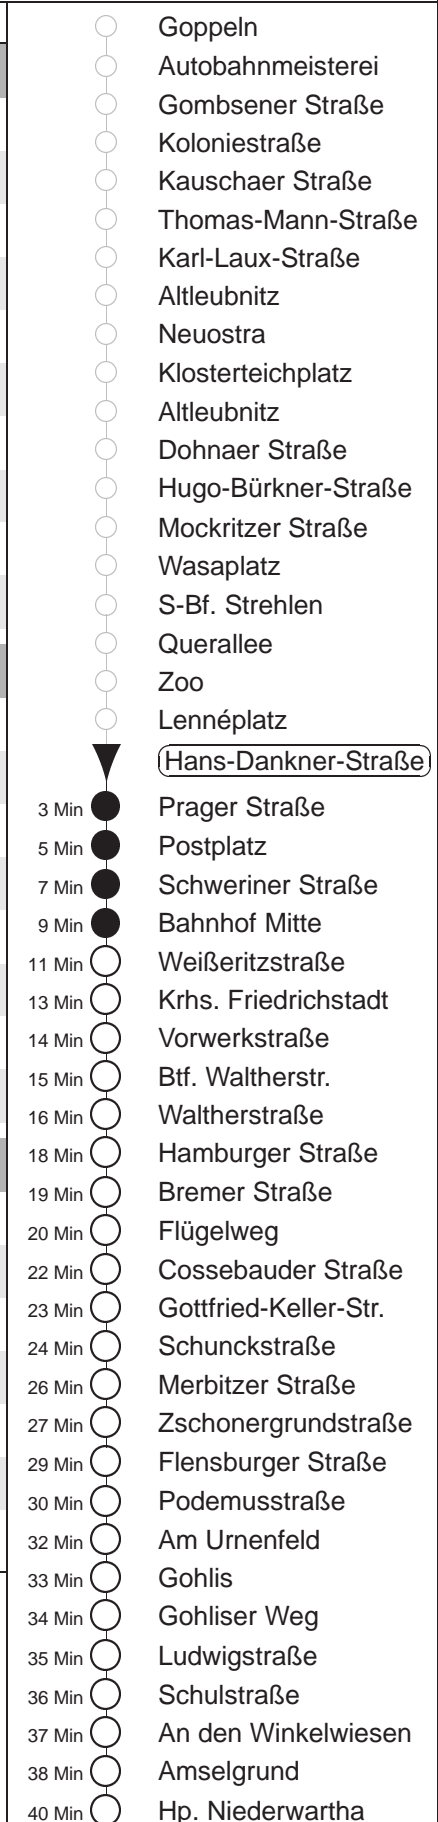 Goppeln
Autobahnmeisterei
Gombsener Straße
Koloniestraße
Kauschaer Straße
Thomas-Mann-Straße
Karl-Laux-Straße
Altleubnitz
Neuostra
Klosterteichplatz
Altleubnitz
Dohnaer Straße
Hugo-Bürkner-Straße
Mockritzer Straße
Wasaplatz
S-Bf. Strehlen
Querallee
Zoo
Lennéplatz
Hans-Dankner-Straße
3 Min Prager Straße
5 Min Postplatz
7 Min Schweriner Straße
9 Min Bahnhof Mitte
11 Min Weißeritzstraße
13 Min Krhs. Friedrichstadt
14 Min Vorwerkstraße
15 Min Btf. Waltherstr.
16 Min Waltherstraße
18 Min Hamburger Straße
19 Min Bremer Straße
20 Min Flügelweg
22 Min Cossebauder Straße
23 Min Gottfried-Keller-Str.
24 Min Schunckstraße
26 Min Merbitzer Straße
27 Min Zschonergrundstraße
29 Min Flensburger Straße
30 Min Podemusstraße
32 Min Am Urnenfeld
33 Min Gohlis
34 Min Gohliser Weg
35 Min Ludwigstraße
36 Min Schulstraße
37 Min An den Winkelwiesen
38 Min Amselgrund
40 Min Hp. Niederwartha